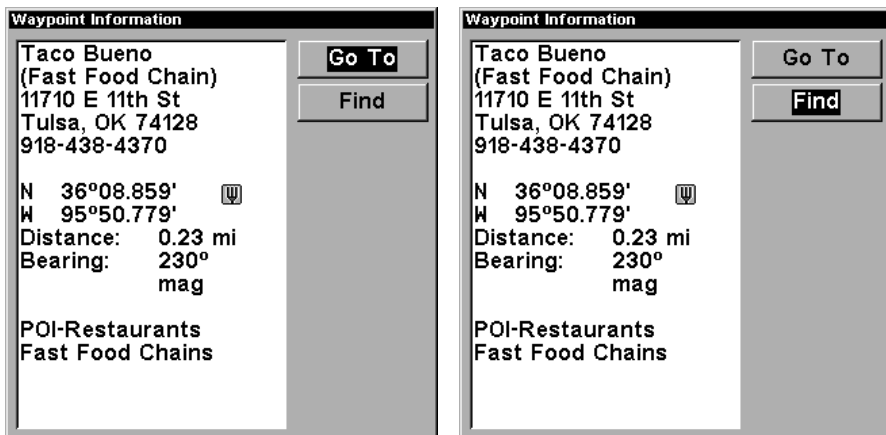 Waypoint Information
Taco Bueno
(Fast Food Chain)
11710 E 11th St
Tulsa, OK 74128
918-438-4370
N 36º08.859'
W 95º50.779'
Distance: 0.23 mi
Bearing: 230º
mag
POI-Restaurants
Fast Food Chains
Go To
Find
Waypoint Information
Taco Bueno
(Fast Food Chain)
11710 E 11th St
Tulsa, OK 74128
918-438-4370
N 36º08.859'
W 95º50.779'
Distance: 0.23 mi
Bearing: 230º
mag
POI-Restaurants
Fast Food Chains
Go To
Find